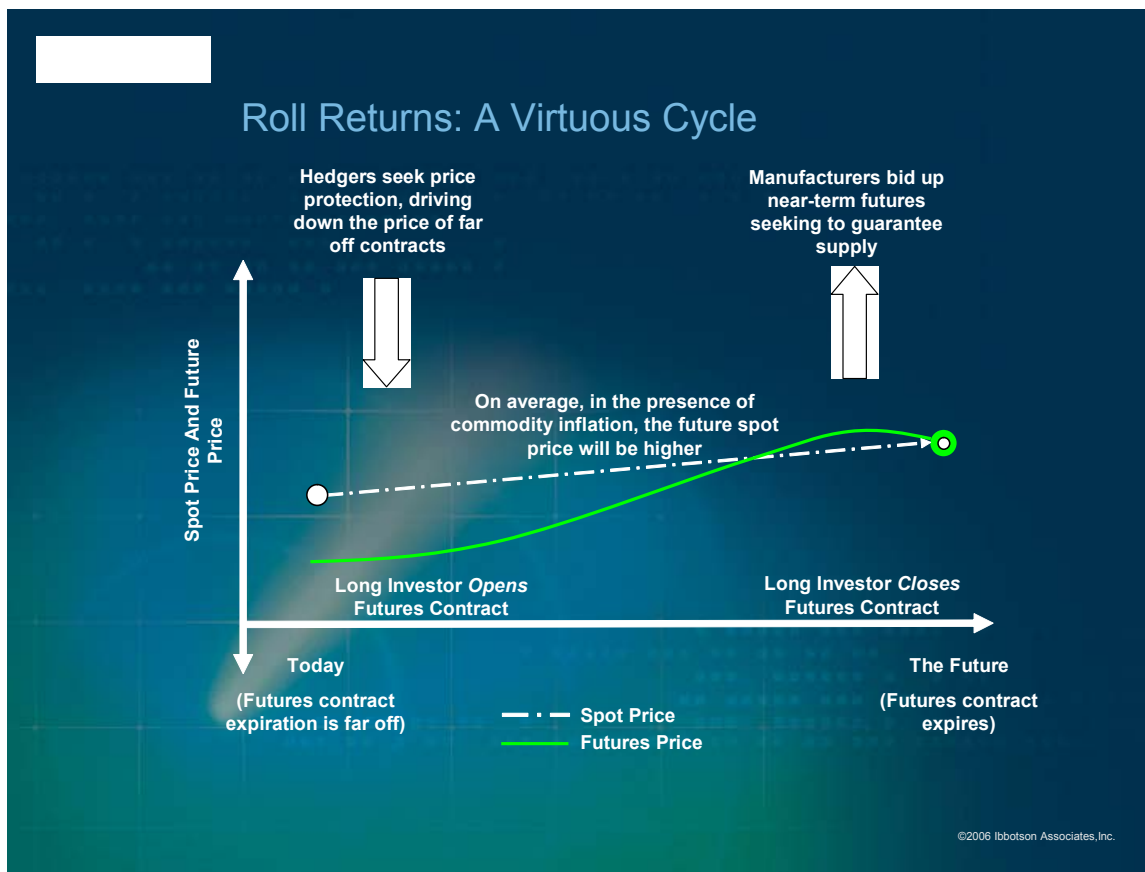 Roll Returns: A Virtuous Cycle
Hedgers seek price
protection, driving
down the price of far
off contracts
Manufacturers bid up
near-term futures
seeking to guarantee
supply
Spot Price And Future
Price
On average, in the presence of
commodity inflation, the future spot
price will be higher
Long Investor Opens
Futures Contract
Long Investor Closes
Futures Contract
Today
(Futures contract
expiration is far off)
The Future
(Futures contract
expires)
Spot Price
Futures Price
©2006 Ibbotson Associates,Inc.